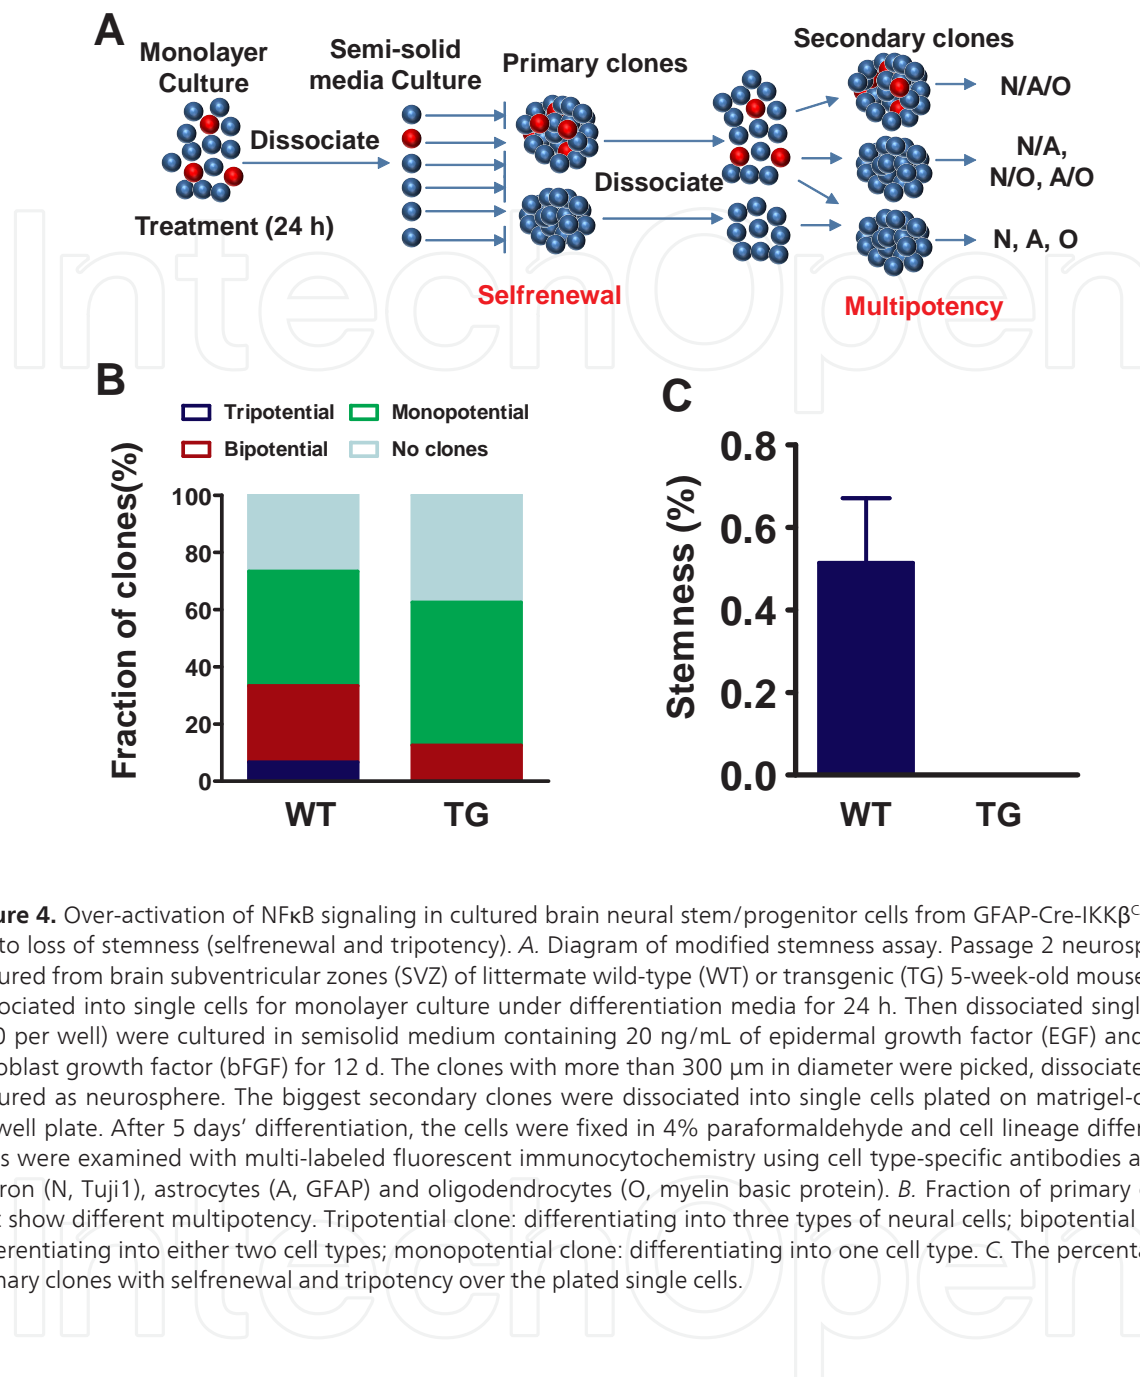 A
Monolayer
Culture
Semi-solid
media Culture
Primary clones
Secondary clones
Dissociate
Dissociate
N/A/O
N/A,
N/O, A/O
N, A, O
Treatment (24 h)
Selfrenewal
Multipotency
B
Tripotential
Monopotential
Bipotential
No clones
Fraction of clones(%)
100
80
60
40
20
0
WT
TG
C
Stemness (%)
0.8
0.6
0.4
0.2
0.0
WT
TG
ure 4. Over-activation of NFκB signaling in cultured brain neural stem/progenitor cells from GFAP-Cre-IKKβC
to loss of stemness (selfrenewal and tripotency). A. Diagram of modified stemness assay. Passage 2 neurosp
ured from brain subventricular zones (SVZ) of littermate wild-type (WT) or transgenic (TG) 5-week-old mouse
ociated into single cells for monolayer culture under differentiation media for 24 h. Then dissociated singl
0 per well) were cultured in semisolid medium containing 20 ng/mL of epidermal growth factor (EGF) and
oblast growth factor (bFGF) for 12 d. The clones with more than 300 μm in diameter were picked, dissociate
ured as neurosphere. The biggest secondary clones were dissociated into single cells plated on matrigel-c
well plate. After 5 days’ differentiation, the cells were fixed in 4% paraformaldehyde and cell lineage differ
s were examined with multi-labeled fluorescent immunocytochemistry using cell type-specific antibodies a
ron (N, Tuji1), astrocytes (A, GFAP) and oligodendrocytes (O, myelin basic protein). B. Fraction of primary
t show different multipotency. Tripotential clone: differentiating into three types of neural cells; bipotential
erentiating into either two cell types; monopotential clone: differentiating into one cell type. C. The percenta
mary clones with selfrenewal and tripotency over the plated single cells.
IntechOpen
IntechOpen